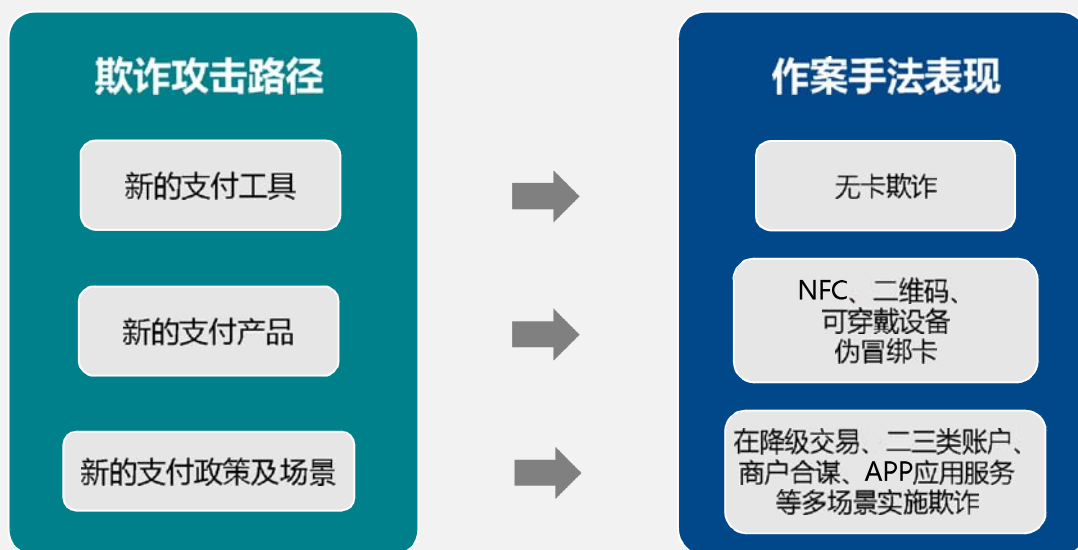 欺诈攻击路径
新的支付工具
新的支付产品
新的支付政策及场景
作案手法表现
无卡欺诈
NFC、二维码、
可穿戴设备
伪冒绑卡
在降级交易、二三类账户、
商户合谋、APP应用服务
等多场景实施欺诈